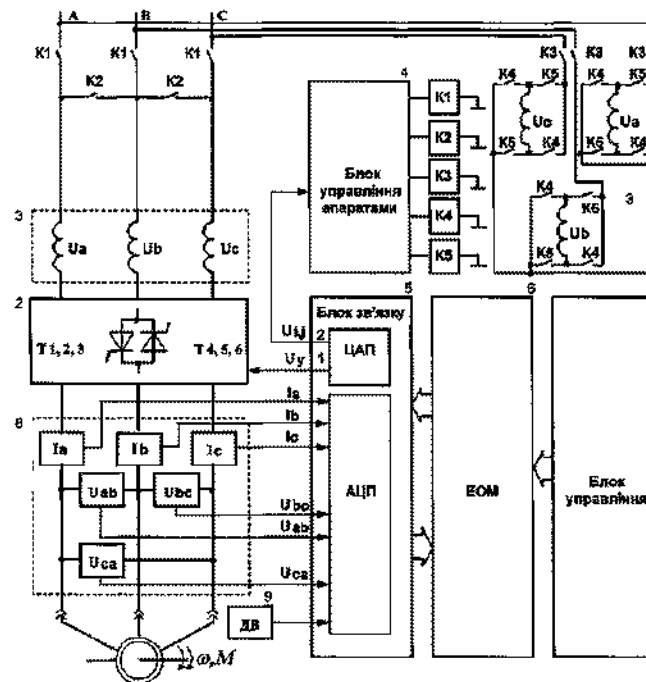 A B C
K1 K1 K1 K3 K3
K2 K2
4
K4 K5 K4 K5
K1
K2
K3
K4
K5
Блок
управління
апаратами
Uc Ua
K5 K4 K5 K4
K4 K5
3
Ub
K5 K4
3
Ua Ub Uc
2
T1, 2, 3 T4, 5, 6
5 6
Блок зв'язку
Uij 2
Uy 1
ЦАП
8
Ia
Ib
Ic
Ia Ib Ic
Uab Ubc
Ubc
Uab
Uca
Uca
АЦП
ЕОМ
Блок
управління
9
ДВ
ω, M